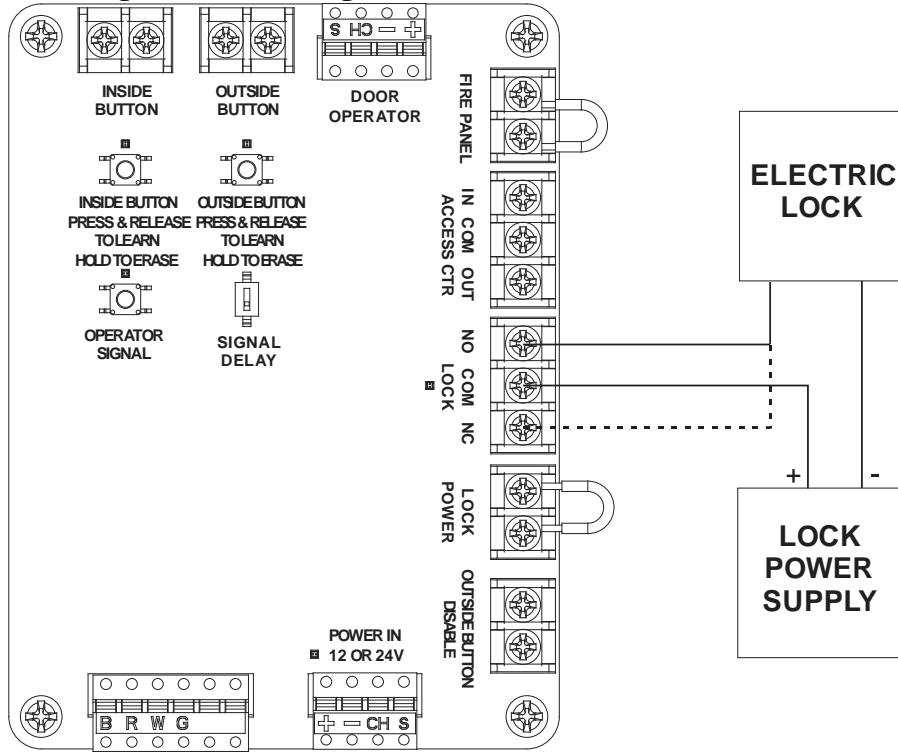 S CH − +
INSIDE
BUTTON
OUTSIDE
BUTTON
DOOR
OPERATOR
INSIDE BUTTON
PRESS & RELEASE
TO LEARN
HOLD TO ERASE
OUTSIDE BUTTON
PRESS & RELEASE
TO LEARN
HOLD TO ERASE
OPERATOR
SIGNAL
SIGNAL
DELAY
FIRE PANEL
IN COM OUT
ACCESS CTR
NO COM NC
LOCK
LOCK
POWER
OUTSIDE BUTTON
DISABLE
POWER IN
12 OR 24V
B R W G
+ − CH S
ELECTRIC
LOCK
+ -
LOCK
POWER
SUPPLY